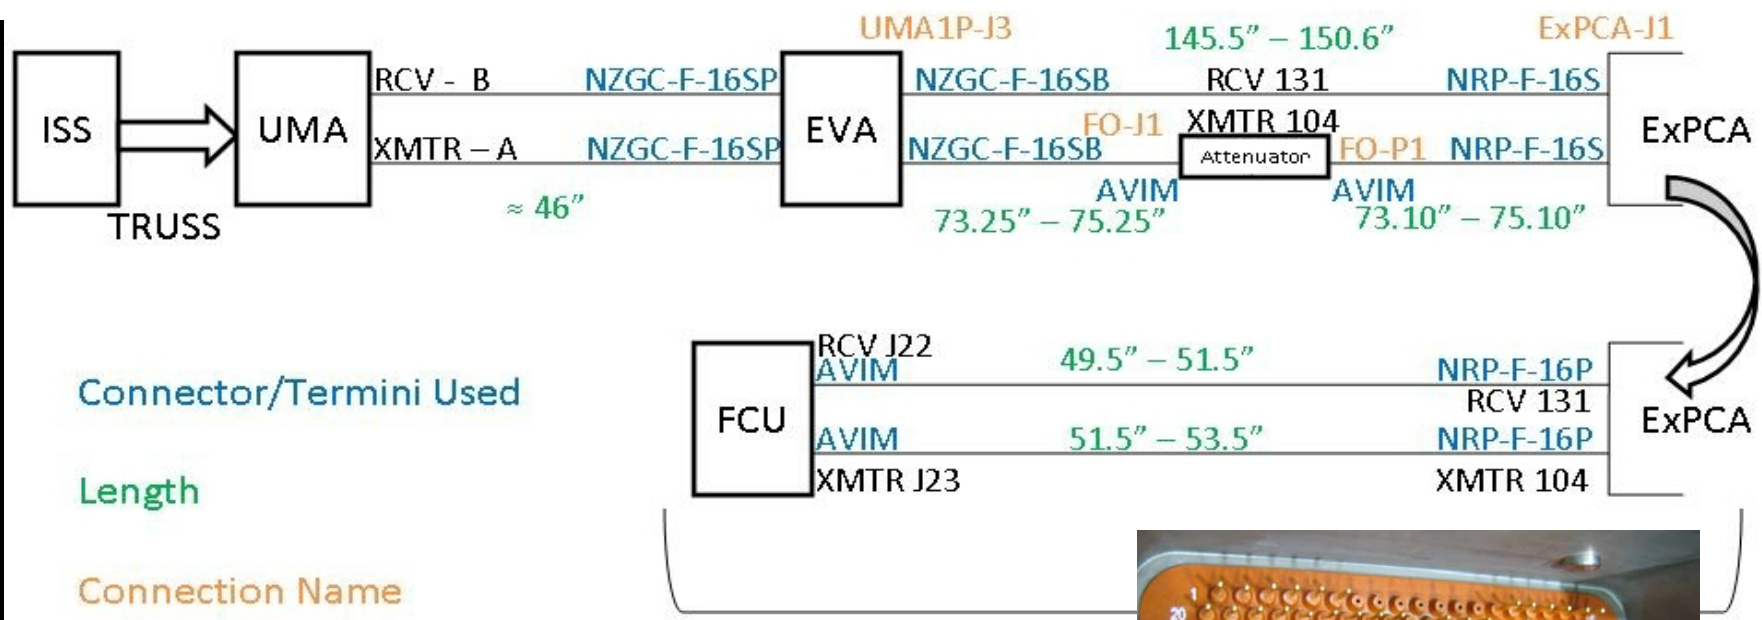 UMA1P-J3 145.5” – 150.6” ExPCA-J1
RCV - B NZGC-F-16SP NZGC-F-16SB RCV 131 NRP-F-16S
ISS UMA EVA FO-J1 XMTR 104 ExPCA
XMTR – A NZGC-F-16SP NZGC-F-16SB Attenuator FO-P1 NRP-F-16S
AVIM AVIM
TRUSS ≈ 46” 73.25” – 75.25” 73.10” – 75.10”
RCV J22 49.5” – 51.5”
AVIM NRP-F-16P
Connector/Termini Used RCV 131
FCU ExPCA
AVIM 51.5” – 53.5” NRP-F-16P
Length XMTR J23 XMTR 104
Connection Name
1
20